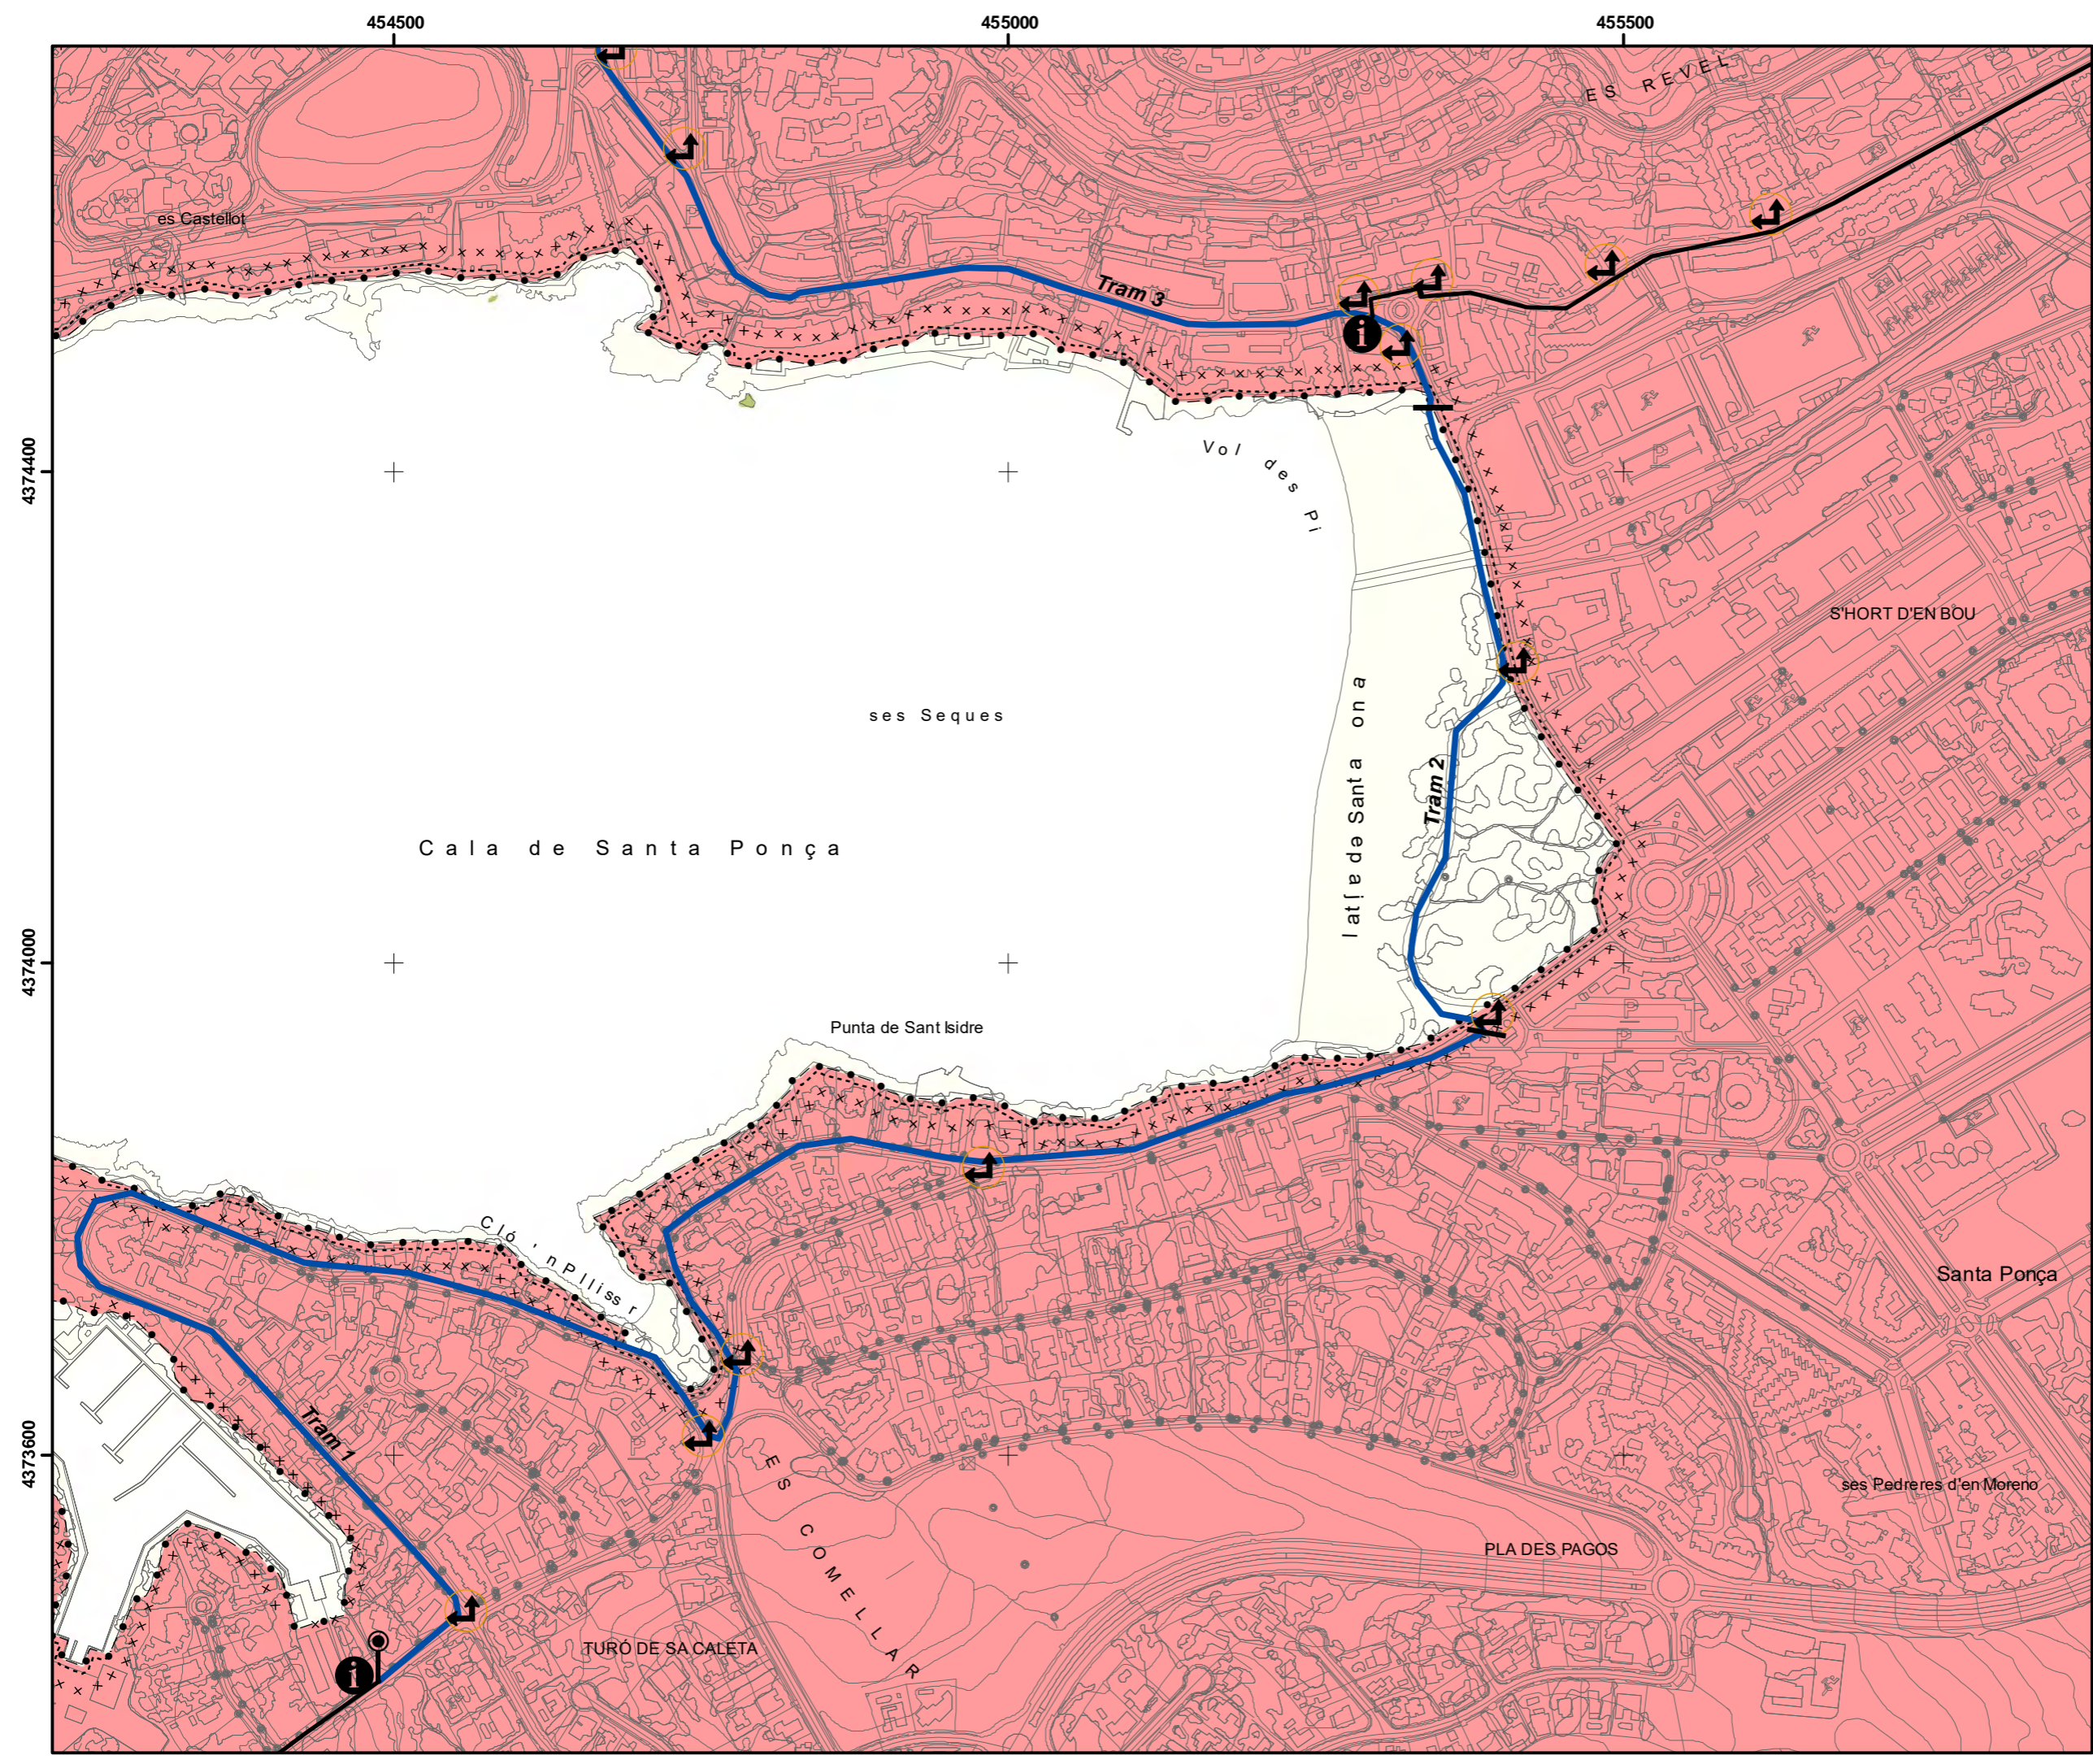 454500
455000
455500
ES REVEL
es Castellot
Tram 3
i
4374400
Vol des Pi
P
S'HORT D'EN BOU
ses Seques
Santa
Tram 2
Cala de Santa Ponça
4374000
P
P
Punta de Sant Isidre
Santa Ponça
Tram 1
P
4373600
ES COMELLAR
ses Pedreres d'en Moreno
PLA DES PAGOS
TURÓ DE SA CALETA
i